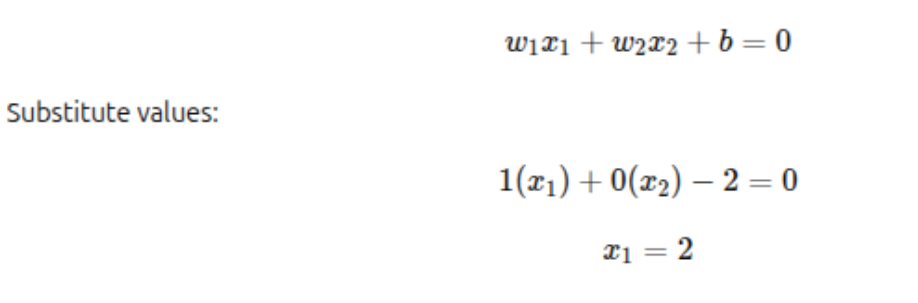 w₁x₁ + w₂x₂ + b = 0
Substitute values:
1(x₁) + 0(x₂) − 2 = 0
x₁ = 2